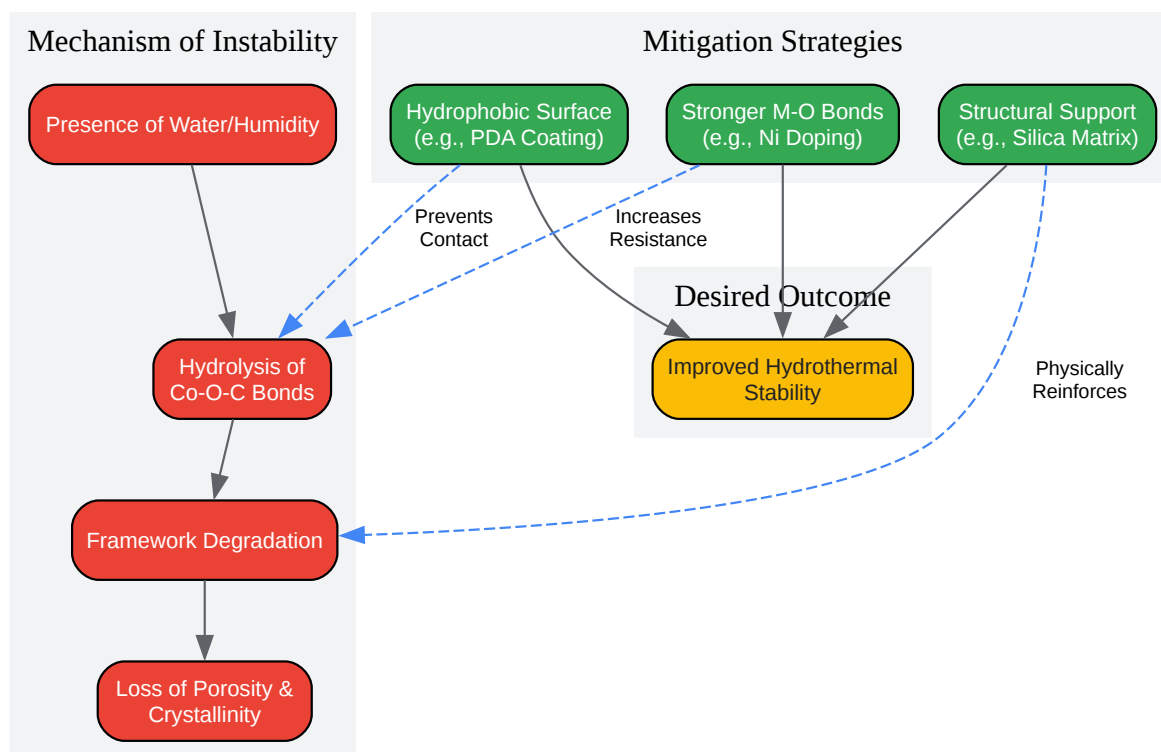 Mechanism of Instability
Presence of Water/Humidity
Hydrolysis of
Co-O-C Bonds
Framework Degradation
Loss of Porosity &
Crystallinity
Mitigation Strategies
Hydrophobic Surface
(e.g., PDA Coating)
Stronger M-O Bonds
(e.g., Ni Doping)
Structural Support
(e.g., Silica Matrix)
Prevents
Contact
Increases
Resistance
Desired Outcome
Improved Hydrothermal
Stability
Physically
Reinforces